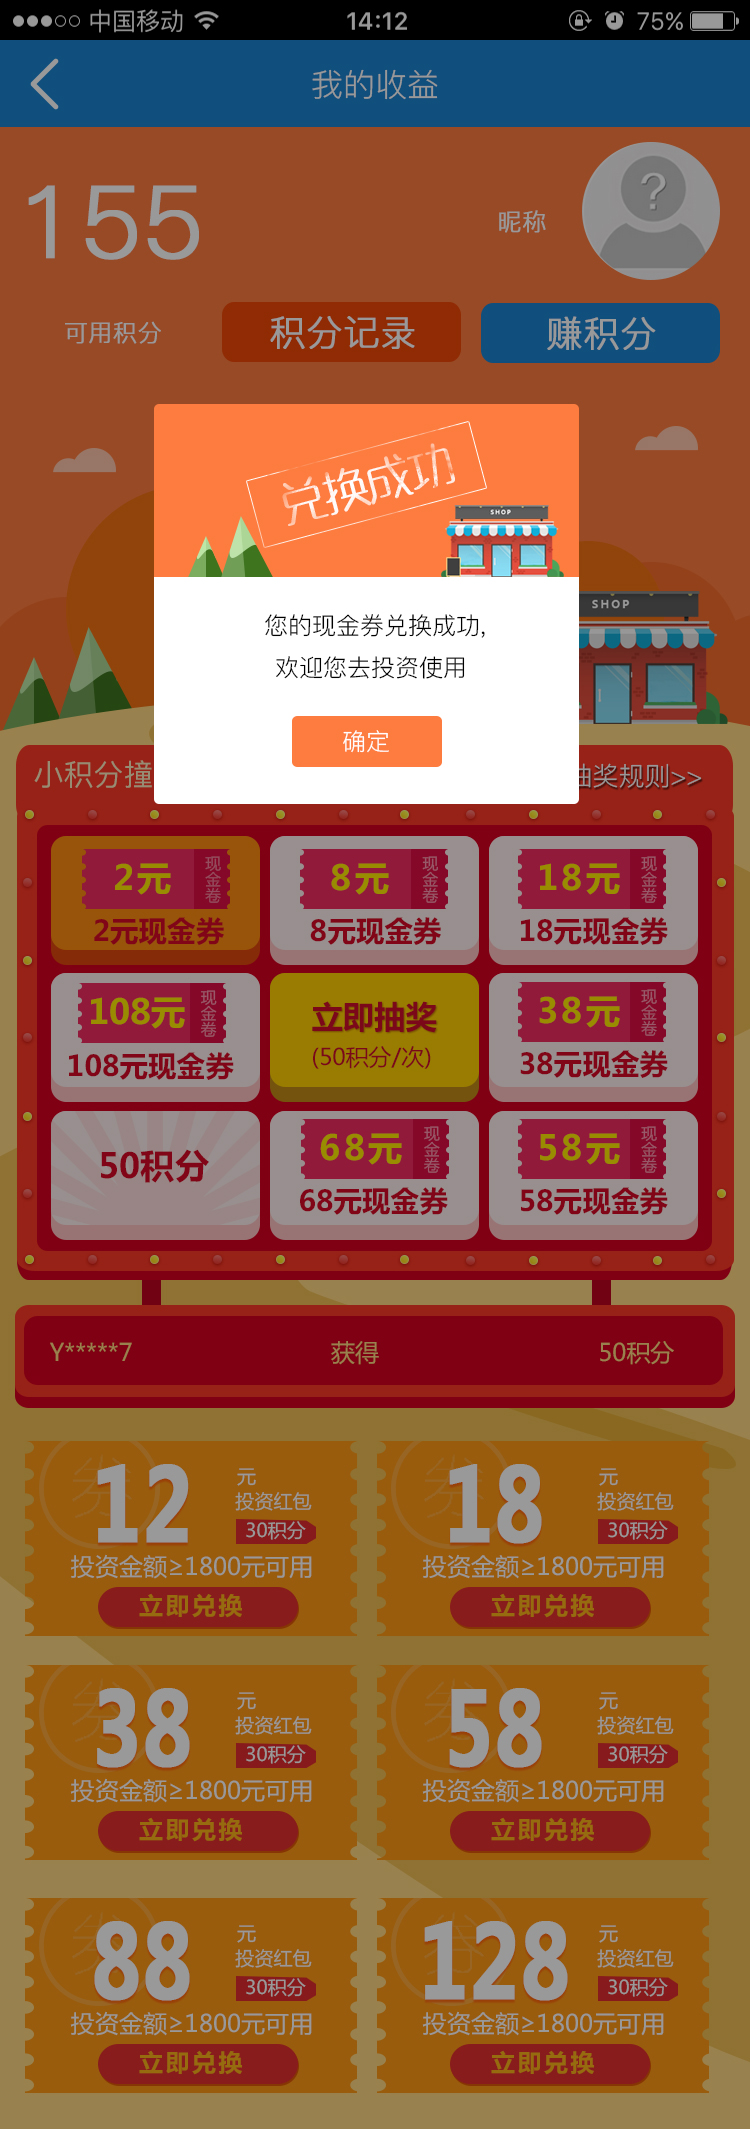 中国移动
14:12
75%
我的收益
155
昵称
?
可用积分
积分记录
赚积分
兑换成功
SHOP
您的现金券兑换成功,
欢迎您去投资使用
确定
SHOP
小积分撞
抽奖规则>>
2元 现金卷
8元 现金卷
18元 现金卷
2元现金券
8元现金券
18元现金券
108元 现金卷
立即抽奖
38元 现金卷
108元现金券
(50积分/次)
38元现金券
50积分
68元 现金卷
58元 现金卷
68元现金券
58元现金券
Y*****7
获得
50积分
券
12
元
投资红包
30积分
投资金额≥1800元可用
立即兑换
券
18
元
投资红包
30积分
投资金额≥1800元可用
立即兑换
券
38
元
投资红包
30积分
投资金额≥1800元可用
立即兑换
券
58
元
投资红包
30积分
投资金额≥1800元可用
立即兑换
券
88
元
投资红包
30积分
投资金额≥1800元可用
立即兑换
券
128
元
投资红包
30积分
投资金额≥1800元可用
立即兑换